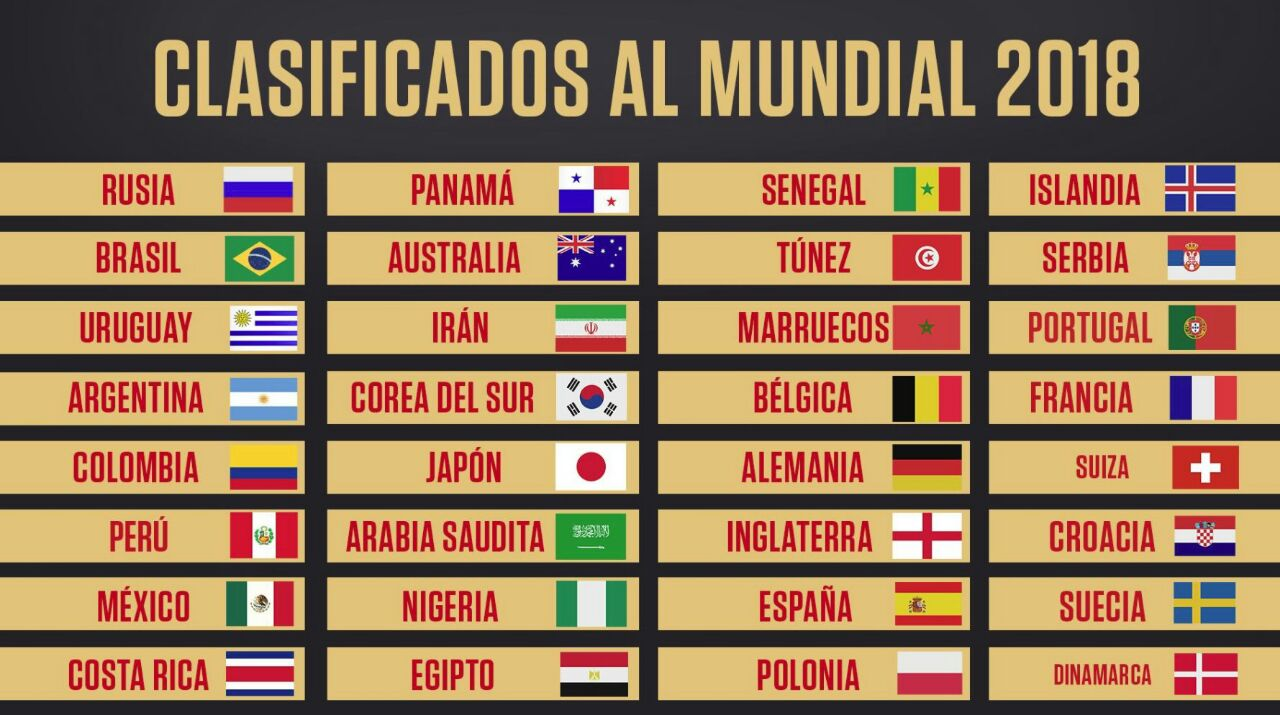 CLASIFICADOS AL MUNDIAL 2018
RUSIA
BRASIL
URUGUAY
ARGENTINA
COLOMBIA
PERÚ
MÉXICO
COSTA RICA
PANAMÁ
AUSTRALIA
IRÁN
COREA DEL SUR
JAPÓN
ARABIA SAUDITA
NIGERIA
EGIPTO
SENEGAL
TÚNEZ
MARRUECOS
BÉLGICA
ALEMANIA
INGLATERRA
ESPAÑA
POLONIA
ISLANDIA
SERBIA
PORTUGAL
FRANCIA
SUIZA
CROACIA
SUECIA
DINAMARCA